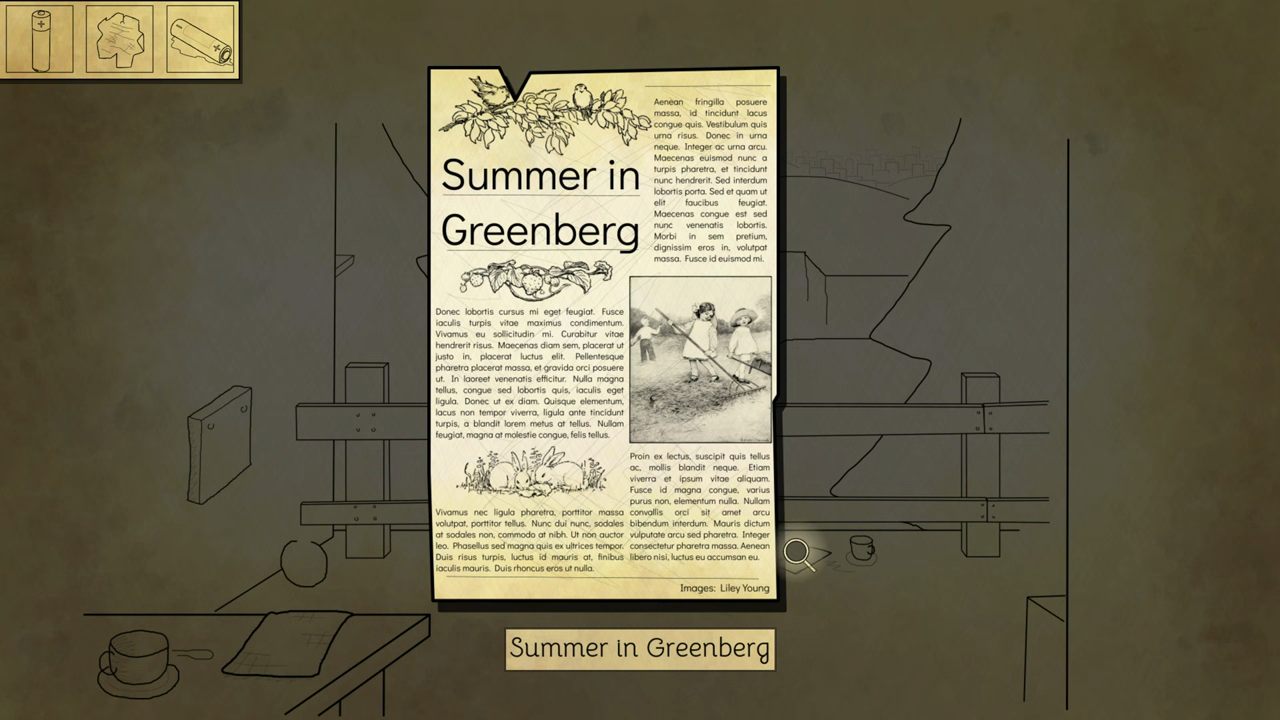 Summer in
Greenberg
Donec lobortis cursus mi eget feugiat. Fusce
iaculis turpis vitae maximus condimentum.
Vivamus eu sollicitudin mi. Curabitur vitae
hendrerit risus. Maecenas diam sem, placerat ut
justo in, placerat luctus elit. Pellentesque
pharetra placerat massa, et gravida orci posuere
ut. In laoreet venenatis efficitur. Nulla magna
tellus, congue sed lobortis quis, iaculis eget
ligula. Donec ut ex diam. Quisque elementum,
lacus non tempor viverra, ligula ante tincidunt
turpis, a blandit lorem metus at tellus. Nullam
feugiat, magna at molestie congue, felis tellus.
Vivamus nec ligula pharetra, porttitor massa
volutpat, porttitor tellus. Nunc dui nunc, sodales
at sodales non, commodo at nibh. Ut non auctor
leo. Phasellus sed magna quis ex ultrices tempor.
Duis risus turpis, luctus id mauris at, finibus
iaculis mauris. Duis rhoncus eros ut nulla.
Aenean fringilla posuere
massa, id tincidunt lacus
congue quis. Vestibulum quis
urna risus. Donec in urna
neque. Integer ac urna arcu.
Maecenas euismod nunc a
turpis pharetra, et tincidunt
nunc hendrerit. Sed interdum
lobortis porta. Sed et quam ut
elit faucibus feugiat.
Maecenas congue est sed
nunc venenatis lobortis.
Morbi in sem pretium,
dignissim eros in, volutpat
massa. Fusce id euismod mi.
Proin ex lectus, suscipit quis tellus
ac, mollis blandit neque. Etiam
viverra et ipsum vitae aliquam.
Fusce id magna congue, varius
purus non, elementum nulla. Nullam
convallis orci sit amet arcu
bibendum interdum. Mauris dictum
vulputate arcu sed pharetra. Integer
consectetur pharetra massa. Aenean
libero nisi, luctus eu accumsan eu.
Images: Liley Young
Summer in Greenberg